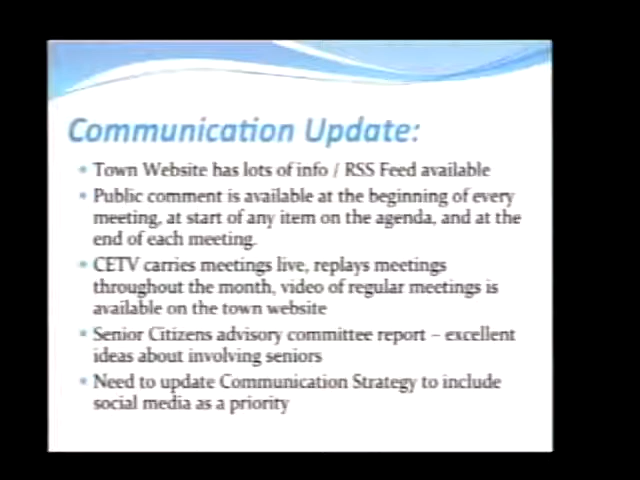 Communication Update:
Town Website has lots of info / RSS Feed available
Public comment is available at the beginning of every
meeting, at start of any item on the agenda, and at the
end of each meeting.
CETV carries meetings live, replays meetings
throughout the month, video of regular meetings is
available on the town website
Senior Citizens advisory committee report – excellent
ideas about involving seniors
Need to update Communication Strategy to include
social media as a priority